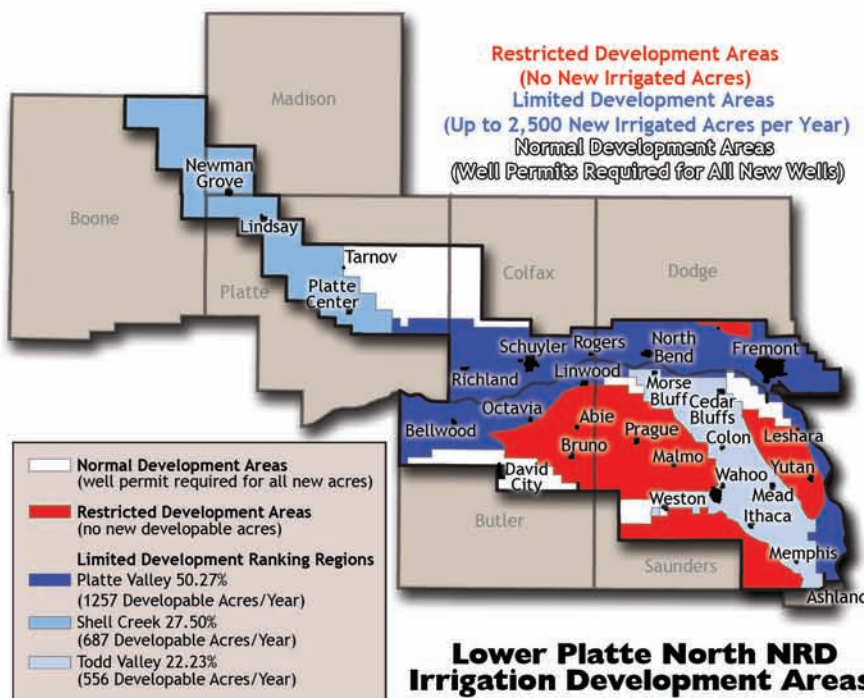 Restricted Development Areas
(No New Irrigated Acres)
Limited Development Areas
(Up to 2,500 New Irrigated Acres per Year)
Normal Development Areas
(Well Permits Required for All New Wells)
Madison
Newman
Grove
Boone
Lindsay
Tarnov
Colfax
Dodge
Platte
Platte
Center
Schuyler
Rogers
North
Bend
Fremont
Richland
Linwood
Morse
Bluff
Cedar
Bluffs
Octavia
Bellwood
Abie
Prague
Colon
Leshara
Bruno
Malmo
Wahoo
Yutan
David
City
Mead
Weston
Ithaca
Butler
Memphis
Saunders
Ashland
Normal Development Areas
(well permit required for all new acres)
Restricted Development Areas
(no new developable acres)
Limited Development Ranking Regions
Platte Valley 50.27%
(1257 Developable Acres/Year)
Shell Creek 27.50%
(687 Developable Acres/Year)
Todd Valley 22.23%
(556 Developable Acres/Year)
Lower Platte North NRD
Irrigation Development Areas